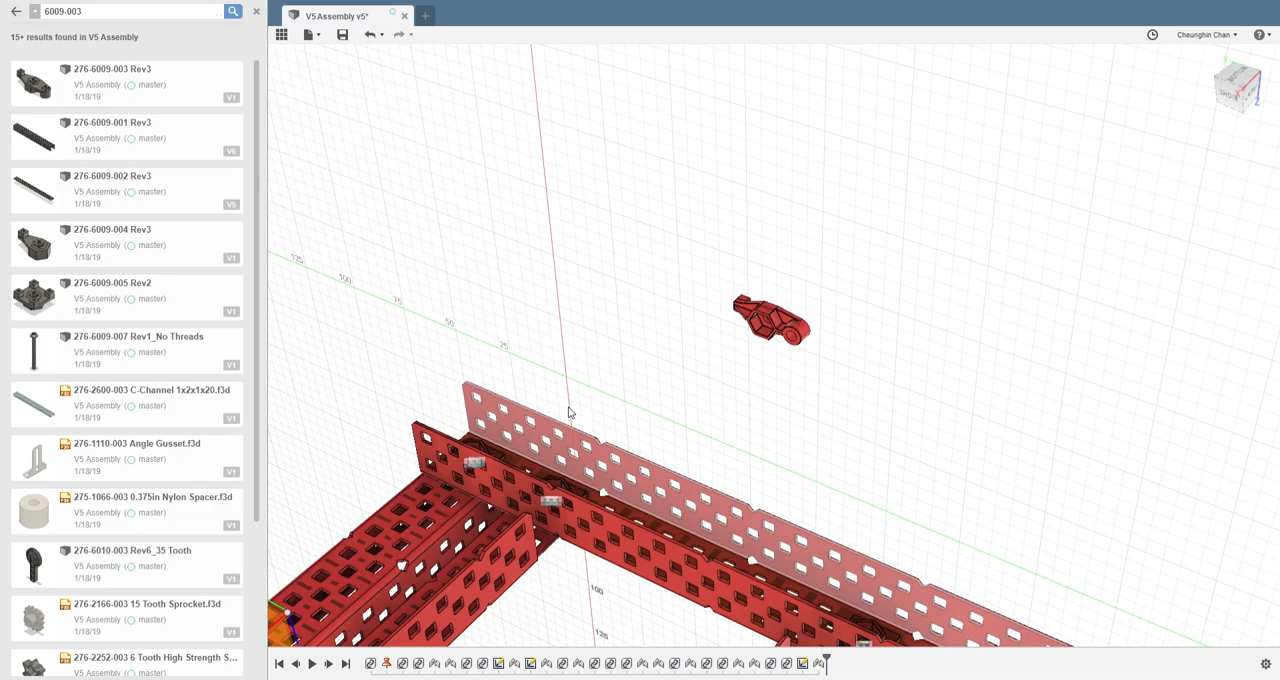 6009-003
V5 Assembly v5*
15+ results found in V5 Assembly
Cheunghin Chan
276-6009-003 Rev3
V5 Assembly (master)
1/18/19
V1
276-6009-001 Rev3
V5 Assembly (master)
1/18/19
V6
276-6009-002 Rev3
V5 Assembly (master)
1/18/19
V5
276-6009-004 Rev3
V5 Assembly (master)
1/18/19
V1
276-6009-005 Rev2
V5 Assembly (master)
1/18/19
V1
276-6009-007 Rev1_No Threads
V5 Assembly (master)
1/18/19
V1
276-2600-003 C-Channel 1x2x1x20.f3d
V5 Assembly (master)
1/18/19
V1
276-1110-003 Angle Gusset.f3d
V5 Assembly (master)
1/18/19
V1
275-1066-003 0.375in Nylon Spacer.f3d
V5 Assembly (master)
1/18/19
V1
276-6010-003 Rev6_35 Tooth
V5 Assembly (master)
1/18/19
V1
276-2166-003 15 Tooth Sprocket.f3d
V5 Assembly (master)
1/18/19
V1
276-2252-003 6 Tooth High Strength S...
V5 Assembly (master)
BOTTOM
RIGHT
X
Z
125
100
75
50
25
100
125